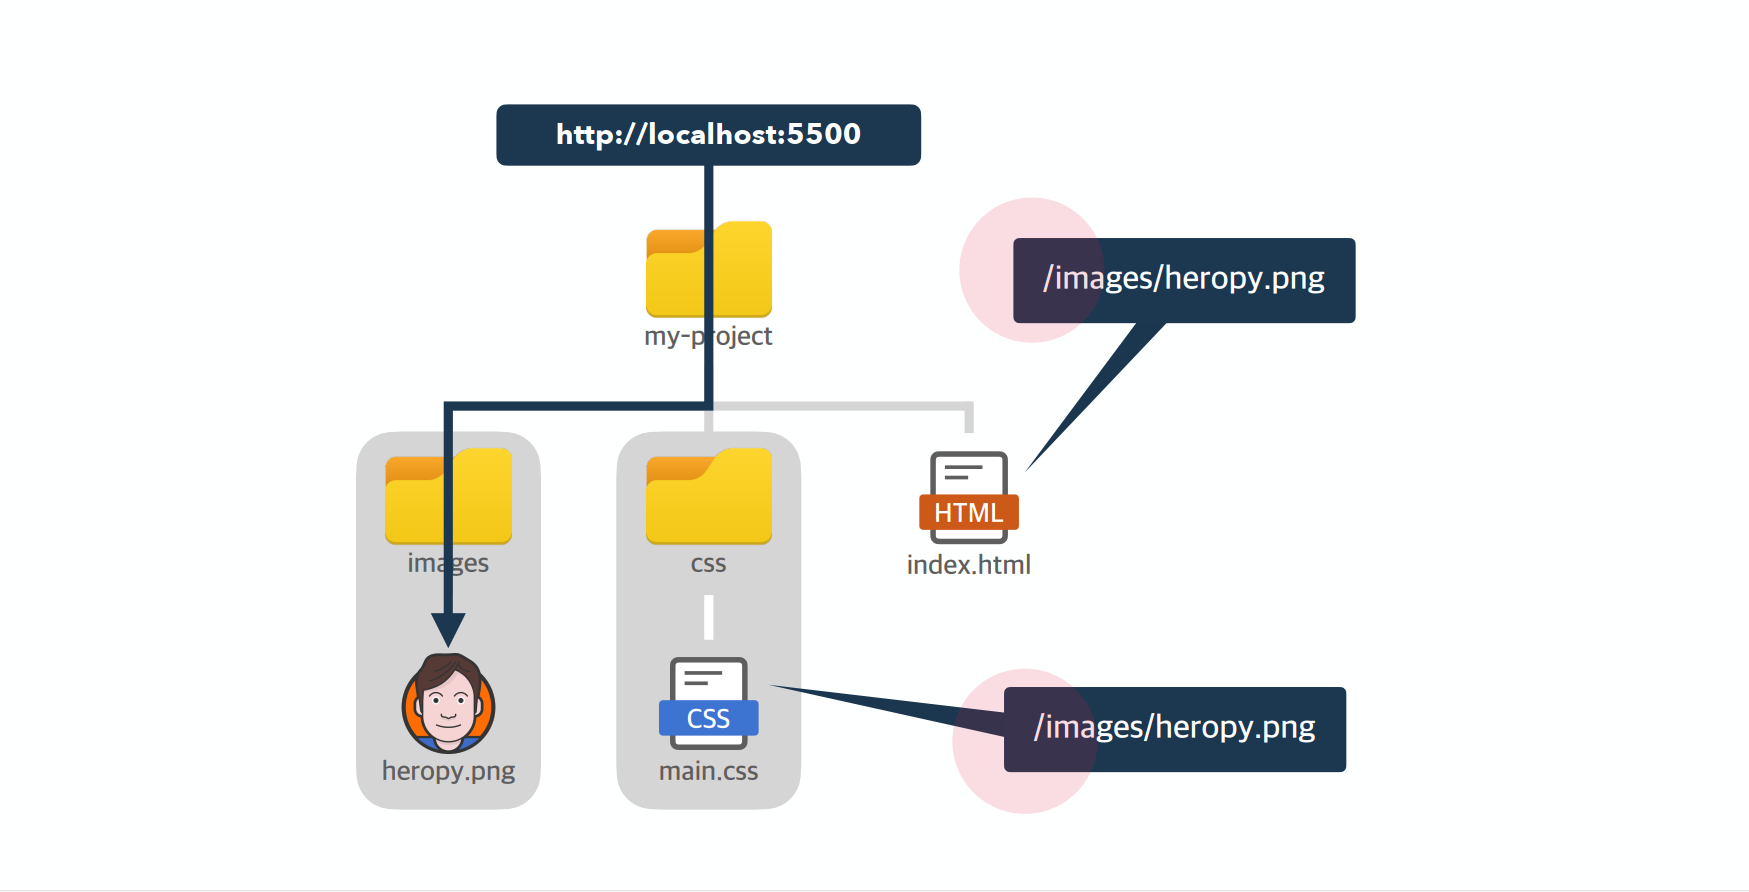 http://localhost:5500
my-project
/images/heropy.png
images
css
HTML
index.html
CSS
/images/heropy.png
heropy.png
main.css